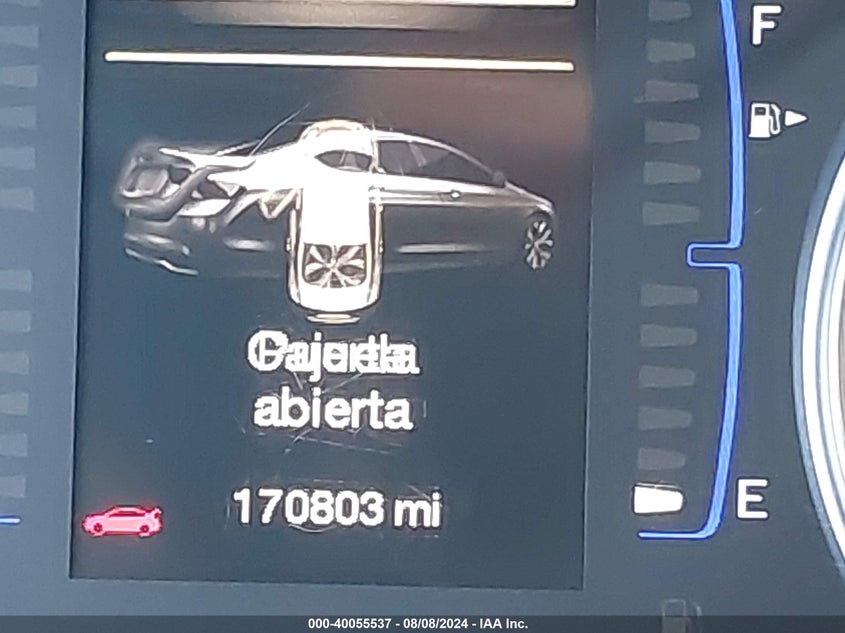 F
abierta
170803 mi
E
000-40055537 - 08/08/2024 - IAA Inc.